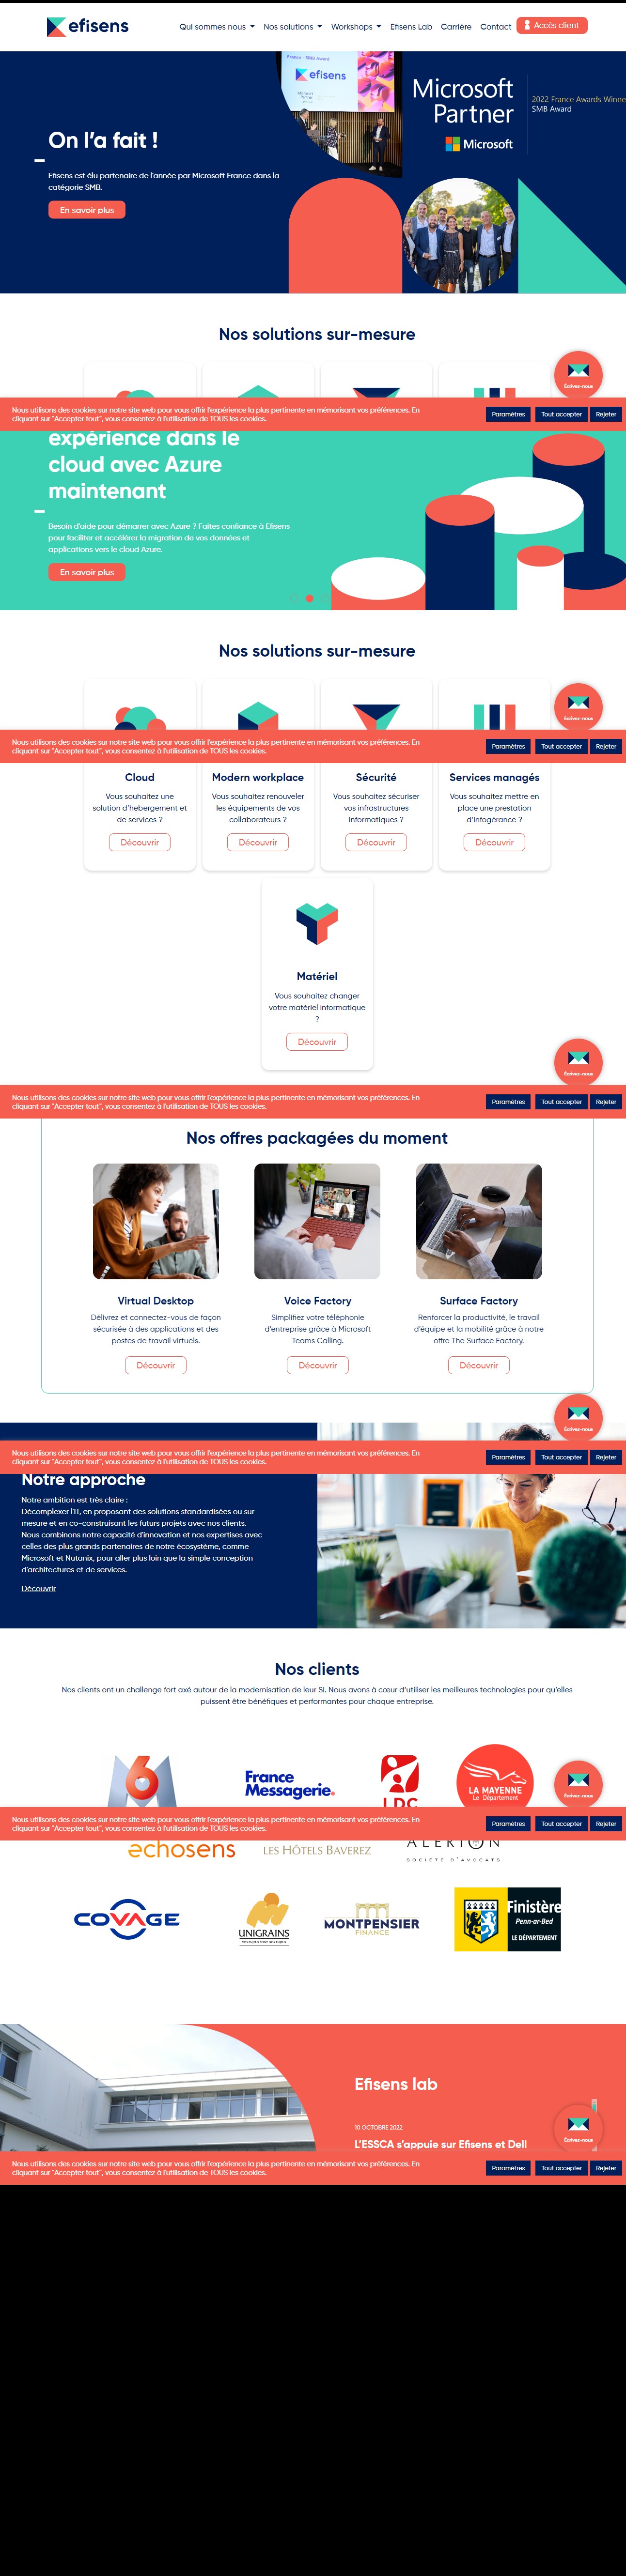 efisens
Qui sommes nous
Nos solutions
Workshops
Efisens Lab
Carrière
Contact
Accès client
France - SMB Award
efisens
Microsoft
Partner
Microsoft
2022 France Awards Winne
SMB Award
On l’a fait !
Efisens est élu partenaire de l'année par Microsoft France dans la
catégorie SMB.
En savoir plus
Nos solutions sur-mesure
Écrivez-nous
Nous utilisons des cookies sur notre site web pour vous offrir l'expérience la plus pertinente en mémorisant vos préférences. En
cliquant sur "Accepter tout", vous consentez à l'utilisation de TOUS les cookies.
Paramètres
Tout accepter
Rejeter
expérience dans le
cloud avec Azure
maintenant
Besoin d'aide pour démarrer avec Azure ? Faites confiance à Efisens
pour faciliter et accélérer la migration de vos données et
applications vers le cloud Azure.
En savoir plus
Nos solutions sur-mesure
Écrivez-nous
Nous utilisons des cookies sur notre site web pour vous offrir l'expérience la plus pertinente en mémorisant vos préférences. En
cliquant sur "Accepter tout", vous consentez à l'utilisation de TOUS les cookies.
Paramètres
Tout accepter
Rejeter
Cloud
Vous souhaitez une
solution d’hebergement et
de services ?
Découvrir
Modern workplace
Vous souhaitez renouveler
les équipements de vos
collaborateurs ?
Découvrir
Sécurité
Vous souhaitez sécuriser
vos infrastructures
informatiques ?
Découvrir
Services managés
Vous souhaitez mettre en
place une prestation
d’infogérance ?
Découvrir
Matériel
Vous souhaitez changer
votre matériel informatique
?
Découvrir
Écrivez-nous
Nous utilisons des cookies sur notre site web pour vous offrir l'expérience la plus pertinente en mémorisant vos préférences. En
cliquant sur "Accepter tout", vous consentez à l'utilisation de TOUS les cookies.
Paramètres
Tout accepter
Rejeter
Nos offres packagées du moment
Virtual Desktop
Délivrez et connectez-vous de façon
sécurisée à des applications et des
postes de travail virtuels.
Découvrir
Voice Factory
Simplifiez votre téléphonie
d’entreprise grâce à Microsoft
Teams Calling.
Découvrir
Surface Factory
Renforcer la productivité, le travail
d’équipe et la mobilité grâce à notre
offre The Surface Factory.
Découvrir
Écrivez-nous
Nous utilisons des cookies sur notre site web pour vous offrir l'expérience la plus pertinente en mémorisant vos préférences. En
cliquant sur "Accepter tout", vous consentez à l'utilisation de TOUS les cookies.
Paramètres
Tout accepter
Rejeter
Notre approche
Notre ambition est très claire :
Décomplexer l'IT, en proposant des solutions standardisées ou sur
mesure et en co-construisant les futurs projets avec nos clients.
Nous combinons notre capacité d'innovation et nos expertises avec
celles des plus grands partenaires de notre écosystème, comme
Microsoft et Nutanix, pour aller plus loin que la simple conception
d'architectures et de services.
Découvrir
Nos clients
Nos clients ont un challenge fort axé autour de la modernisation de leur SI. Nous avons à cœur d’utiliser les meilleures technologies pour qu’elles
puissent être bénéfiques et performantes pour chaque entreprise.
M6
France
Messagerie.
LDC
LA MAYENNE
Le Département
Écrivez-nous
Nous utilisons des cookies sur notre site web pour vous offrir l'expérience la plus pertinente en mémorisant vos préférences. En
cliquant sur "Accepter tout", vous consentez à l'utilisation de TOUS les cookies.
Paramètres
Tout accepter
Rejeter
echosens
LES HÔTELS BAVEREZ
ALERION
SOCIÉTÉ D'AVOCATS
COVAGE
UNIGRAINS
MONTPENSIER
FINANCE
Finistère
Penn-ar-Bed
LE DÉPARTEMENT
Efisens lab
10 OCTOBRE 2022
L’ESSCA s’appuie sur Efisens et Dell
Écrivez-nous
Nous utilisons des cookies sur notre site web pour vous offrir l'expérience la plus pertinente en mémorisant vos préférences. En
cliquant sur "Accepter tout", vous consentez à l'utilisation de TOUS les cookies.
Paramètres
Tout accepter
Rejeter